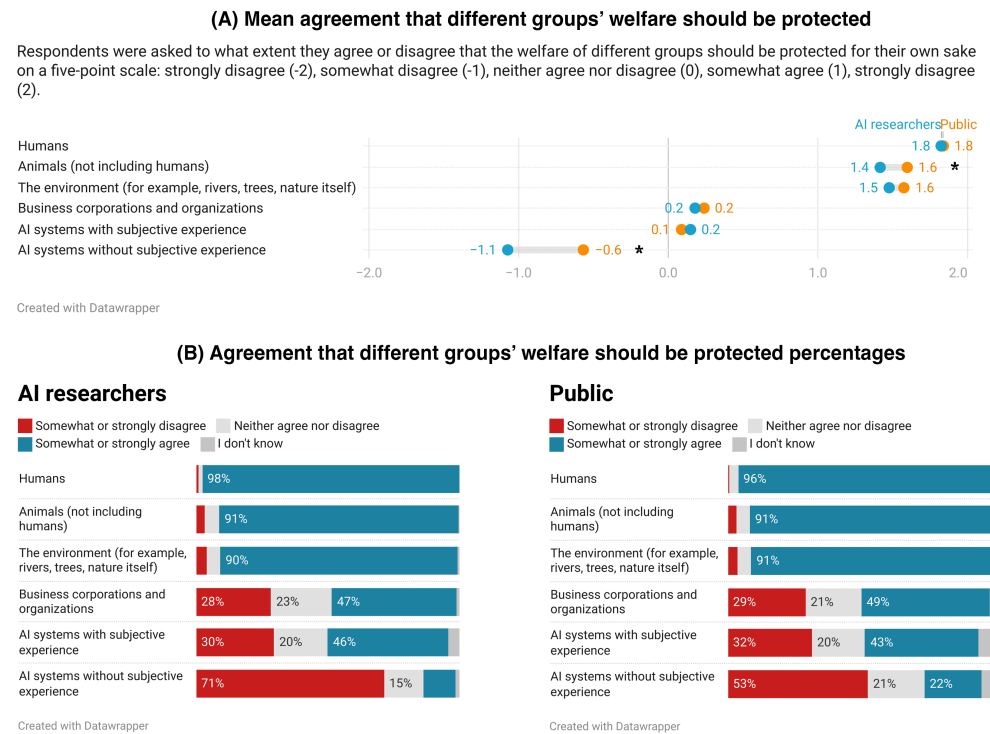 (A) Mean agreement that different groups' welfare should be protected
Respondents were asked to what extent they agree or disagree that the welfare of different groups should be protected for their own sake
on a five-point scale: strongly disagree (-2), somewhat disagree (-1), neither agree nor disagree (0), somewhat agree (1), strongly disagree
(2).
AI researchers Public
Humans 1.8 1.8
Animals (not including humans) 1.4 1.6 *
The environment (for example, rivers, trees, nature itself) 1.5 1.6
Business corporations and organizations 0.2 0.2
AI systems with subjective experience 0.1 0.2
AI systems without subjective experience −1.1 −0.6 *
−2.0 −1.0 0.0 1.0 2.0
Created with Datawrapper
(B) Agreement that different groups' welfare should be protected percentages
AI researchers
Somewhat or strongly disagree Neither agree nor disagree
Somewhat or strongly agree I don't know
Humans 98%
Animals (not including
humans) 91%
The environment (for example,
rivers, trees, nature itself) 90%
Business corporations and
organizations 28% 23% 47%
AI systems with subjective
experience 30% 20% 46%
AI systems without subjective
experience 71% 15%
Created with Datawrapper
Public
Somewhat or strongly disagree Neither agree nor disagree
Somewhat or strongly agree I don't know
Humans 96%
Animals (not including
humans) 91%
The environment (for example,
rivers, trees, nature itself) 91%
Business corporations and
organizations 29% 21% 49%
AI systems with subjective
experience 32% 20% 43%
AI systems without subjective
experience 53% 21% 22%
Created with Datawrapper